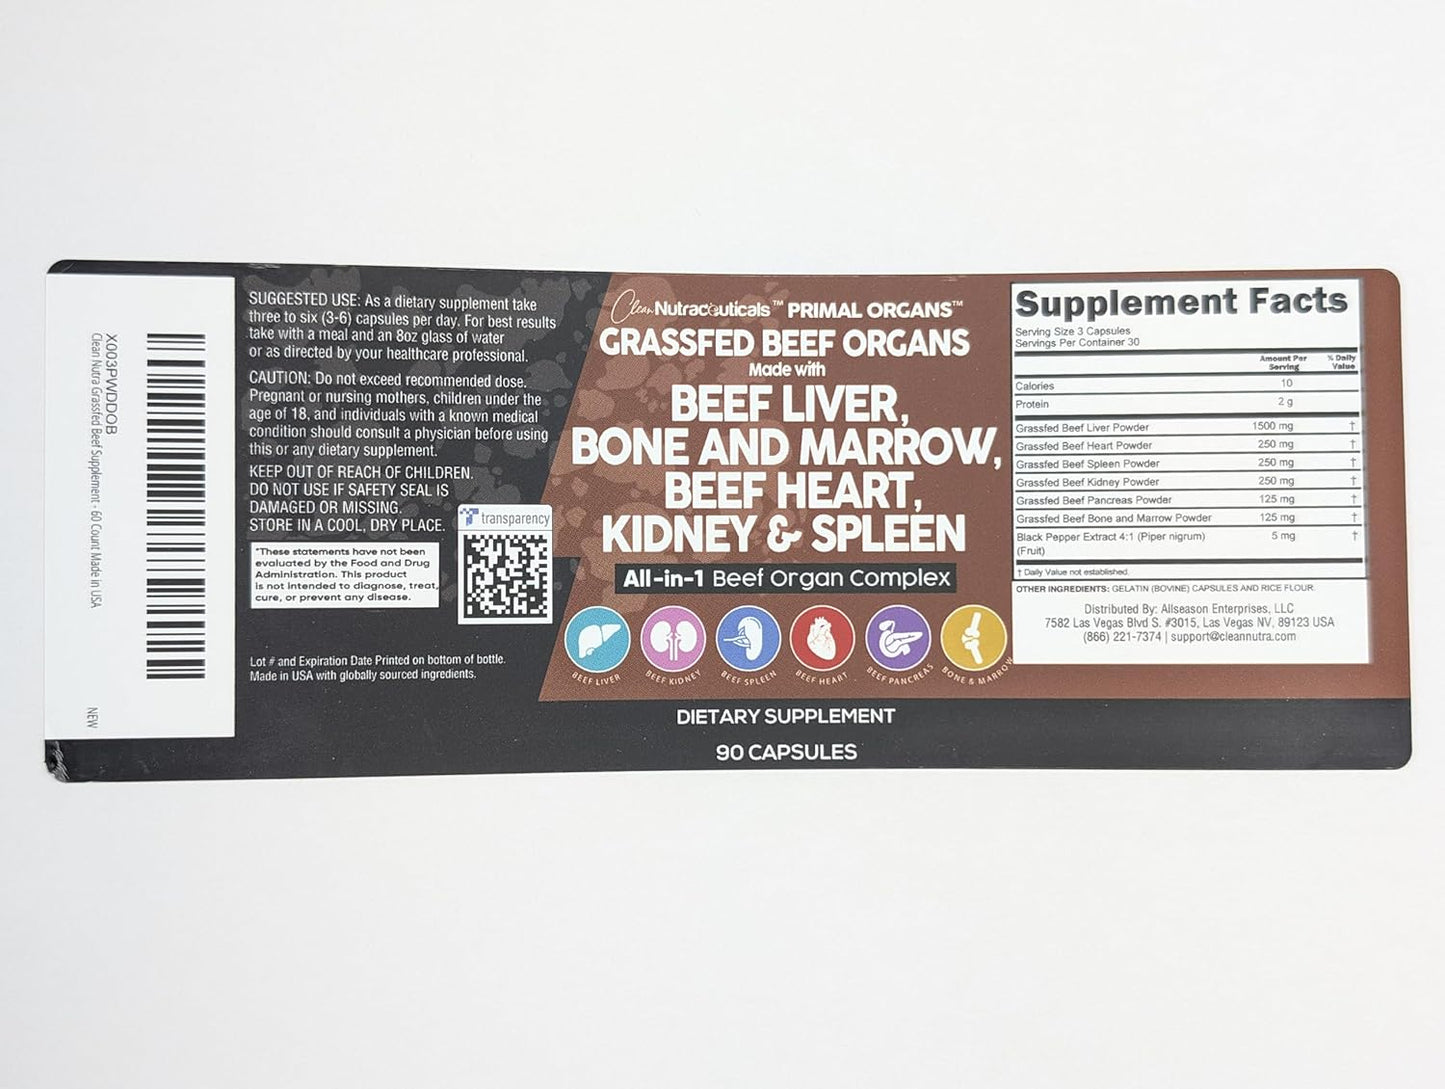 X003PWDDOB
Clean Nutra Grassfed Beef Supplement - 60 Count Made in USA
NEW
SUGGESTED USE: As a dietary supplement take
three to six (3-6) capsules per day. For best results
take with a meal and an 8oz glass of water
or as directed by your healthcare professional.
CAUTION: Do not exceed recommended dose.
Pregnant or nursing mothers, children under the
age of 18, and individuals with a known medical
condition should consult a physician before using
this or any dietary supplement.
KEEP OUT OF REACH OF CHILDREN.
DO NOT USE IF SAFETY SEAL IS
DAMAGED OR MISSING.
STORE IN A COOL, DRY PLACE.
transparency
*These statements have not been
evaluated by the Food and Drug
Administration. This product
is not intended to diagnose, treat,
cure, or prevent any disease.
Lot # and Expiration Date Printed on bottom of bottle.
Made in USA with globally sourced ingredients.
Clean Nutraceuticals™ PRIMAL ORGANS™
GRASSFED BEEF ORGANS
Made with
BEEF LIVER,
BONE AND MARROW,
BEEF HEART,
KIDNEY & SPLEEN
All-in-1 Beef Organ Complex
BEEF LIVER
BEEF KIDNEY
BEEF SPLEEN
BEEF HEART
BEEF PANCREAS
BONE & MARROW
DIETARY SUPPLEMENT
90 CAPSULES
Supplement Facts
Serving Size 3 Capsules
Servings Per Container 30
Amount Per Serving % Daily Value
Calories 10
Protein 2 g
Grassfed Beef Liver Powder 1500 mg †
Grassfed Beef Heart Powder 250 mg †
Grassfed Beef Spleen Powder 250 mg †
Grassfed Beef Kidney Powder 250 mg †
Grassfed Beef Pancreas Powder 125 mg †
Grassfed Beef Bone and Marrow Powder 125 mg †
Black Pepper Extract 4:1 (Piper nigrum) 5 mg †
(Fruit)
† Daily Value not established.
OTHER INGREDIENTS: GELATIN (BOVINE) CAPSULES AND RICE FLOUR.
Distributed By: Allseason Enterprises, LLC
7582 Las Vegas Blvd S. #3015, Las Vegas NV, 89123 USA
(866) 221-7374 | support@cleannutra.com